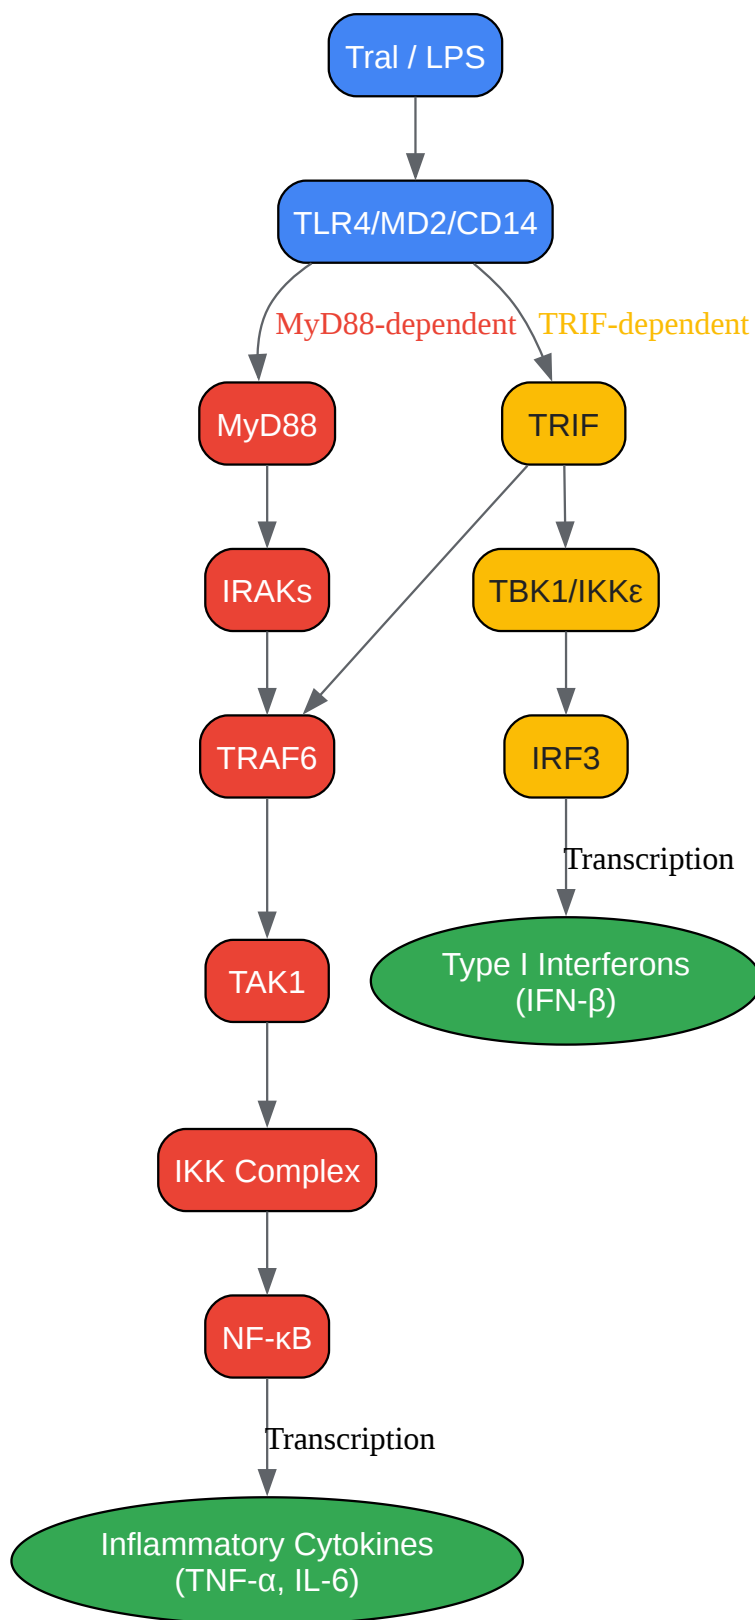 Tral / LPS
TLR4/MD2/CD14
MyD88-dependent
TRIF-dependent
MyD88
TRIF
IRAKs
TBK1/IKKε
TRAF6
IRF3
Transcription
TAK1
Type I Interferons
(IFN-β)
IKK Complex
NF-κB
Transcription
Inflammatory Cytokines
(TNF-α, IL-6)